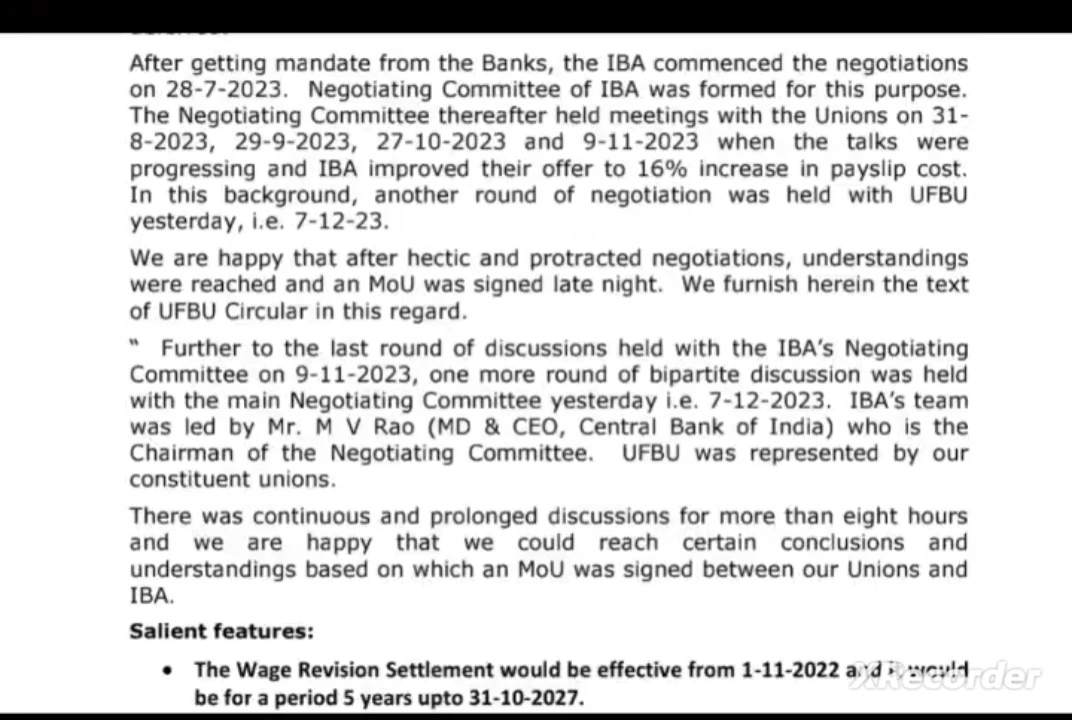 After getting mandate from the Banks, the IBA commenced the negotiations
on 28-7-2023. Negotiating Committee of IBA was formed for this purpose.
The Negotiating Committee thereafter held meetings with the Unions on 31-
8-2023, 29-9-2023, 27-10-2023 and 9-11-2023 when the talks were
progressing and IBA improved their offer to 16% increase in payslip cost.
In this background, another round of negotiation was held with UFBU
yesterday, i.e. 7-12-23.
We are happy that after hectic and protracted negotiations, understandings
were reached and an MoU was signed late night. We furnish herein the text
of UFBU Circular in this regard.
“ Further to the last round of discussions held with the IBA’s Negotiating
Committee on 9-11-2023, one more round of bipartite discussion was held
with the main Negotiating Committee yesterday i.e. 7-12-2023. IBA’s team
was led by Mr. M V Rao (MD & CEO, Central Bank of India) who is the
Chairman of the Negotiating Committee. UFBU was represented by our
constituent unions.
There was continuous and prolonged discussions for more than eight hours
and we are happy that we could reach certain conclusions and
understandings based on which an MoU was signed between our Unions and
IBA.
Salient features:
• The Wage Revision Settlement would be effective from 1-11-2022 and it would
be for a period 5 years upto 31-10-2027.
XRecorder